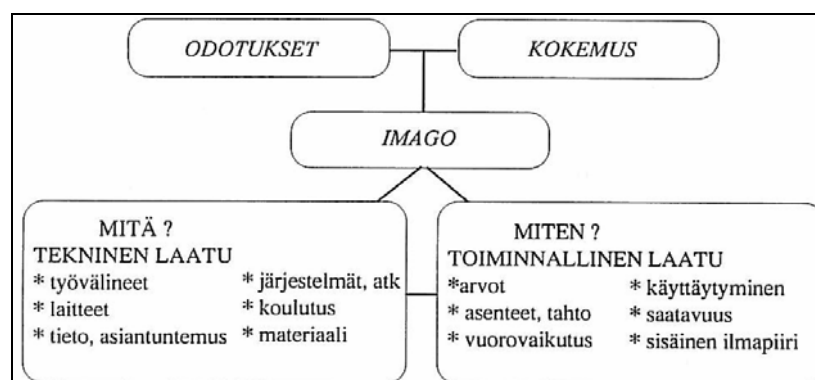 ODOTUKSET
KOKEMUS
IMAGO
MITÄ ?
TEKNINEN LAATU
* työvälineet
* järjestelmät, atk
* laitteet
* koulutus
* tieto, asiantuntemus
* materiaali
MITEN ?
TOIMINNALLINEN LAATU
*arvot
* käyttäytyminen
* asenteet, tahto
* saatavuus
* vuorovaikutus
* sisäinen ilmapiiri